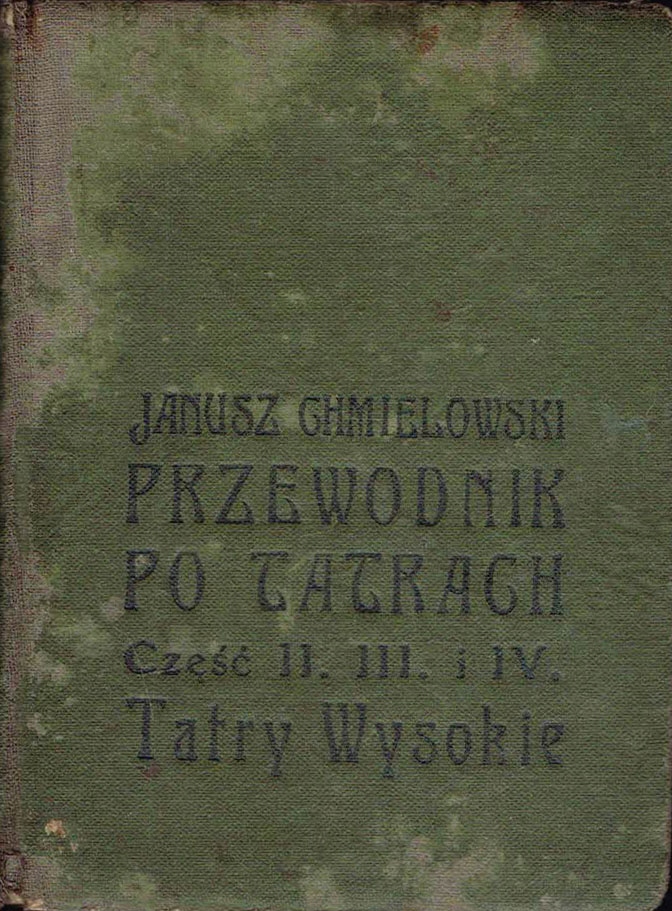 JANUSZ CHMIELOWSKI
PRZEWODNIK
PO TATRACH
Część II. III. i IV.
Tatry Wysokie